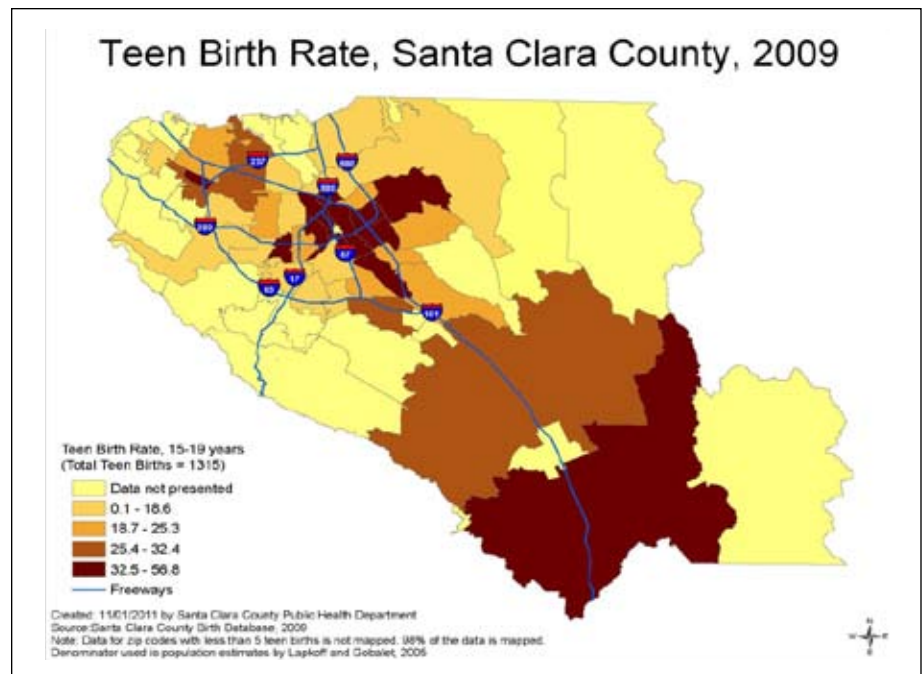 Teen Birth Rate, Santa Clara County, 2009
237
680
880
280
87
85
17
101
Teen Birth Rate, 15-19 years
(Total Teen Births = 1315)
Data not presented
0.1 - 18.6
18.7 - 25.3
25.4 - 32.4
32.5 - 56.8
Freeways
Created: 11/01/2011 by Santa Clara County Public Health Department
Source:Santa Clara County Birth Database, 2009
Note: Data for zip codes with less than 5 teen births is not mapped. 98% of the data is mapped.
Denominator used is population estimates by Lapkoff and Gobalet, 2005
N
W
E
S